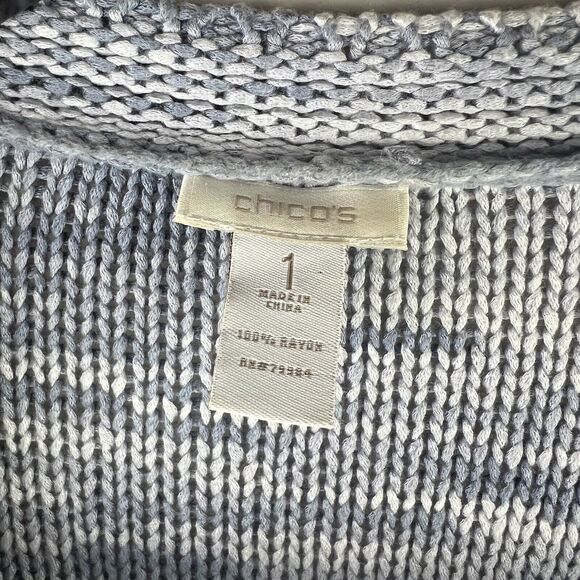 chico's
1
MADE IN
CHINA
100% RAYON
RN#79984